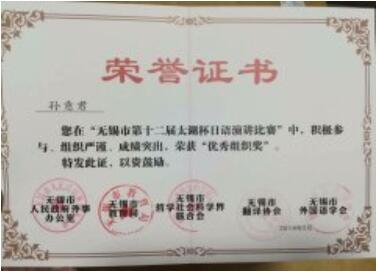 荣誉证书
孙意君
您在“无锡市第十二届太湖杯日语演讲比赛”中，积极参
与、组织严谨、成绩突出，荣获“优秀组织奖”。
特发此证，以资鼓励。
无锡市
人民政府外事
办公室
无锡市
教育局
无锡市
哲学社会科学界
联合会
无锡市
翻译协会
无锡市
外国语学会